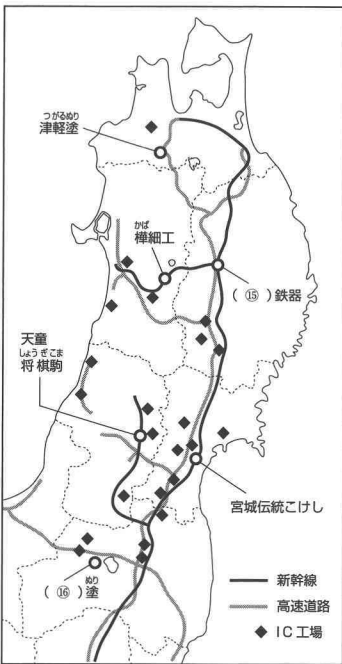 つがるぬり
津軽塗
かば
樺細工
( ⑮ )鉄器
天童
しょうぎこま
将棋駒
宮城伝統こけし
ぬり
( ⑯ )塗
新幹線
高速道路
IC工場